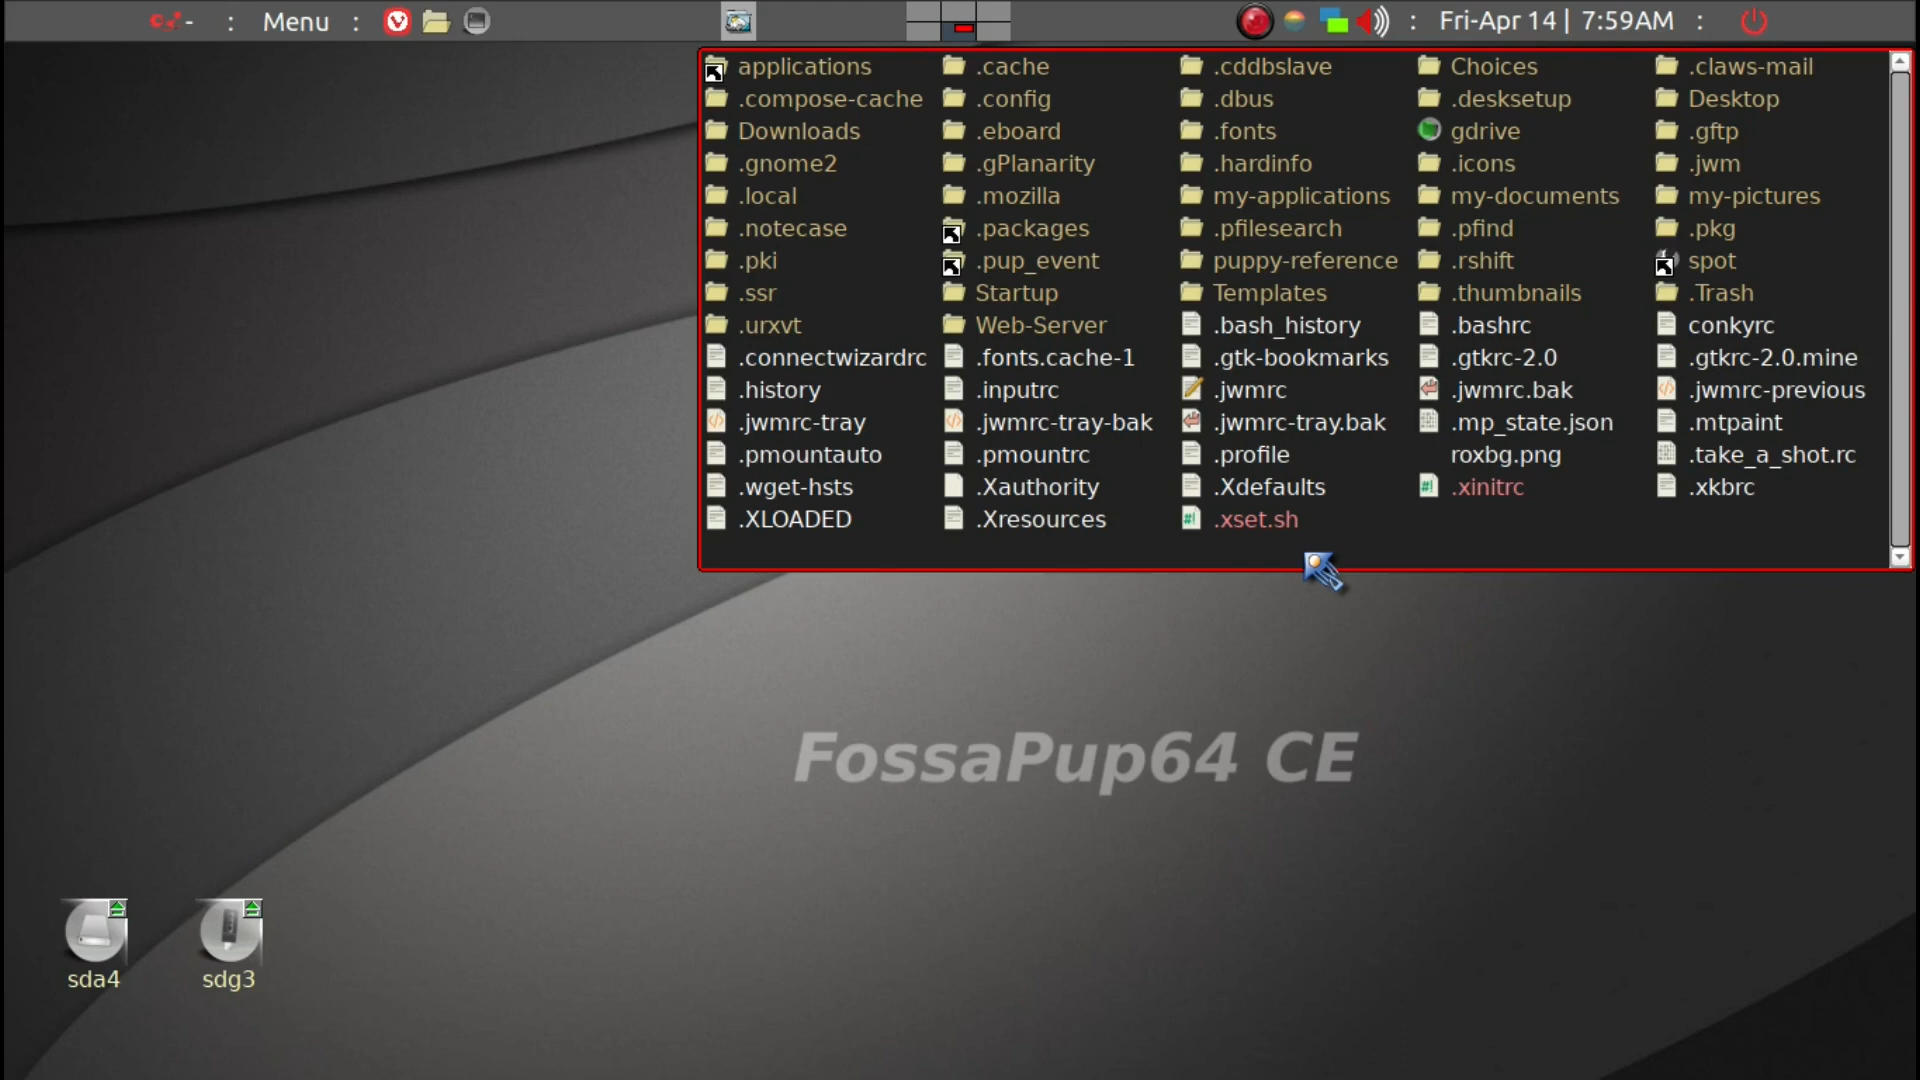 - : Menu : : Fri-Apr 14 | 7:59AM :
applications .cache .cddbslave Choices .claws-mail
.compose-cache .config .dbus .desksetup Desktop
Downloads .eboard .fonts gdrive .gftp
.gnome2 .gPlanarity .hardinfo .icons .jwm
.local .mozilla my-applications my-documents my-pictures
.notecase .packages .pfilesearch .pfind .pkg
.pki .pup_event puppy-reference .rshift spot
.ssr Startup Templates .thumbnails .Trash
.urxvt Web-Server .bash_history .bashrc conkyrc
.connectwizardrc .fonts.cache-1 .gtk-bookmarks .gtkrc-2.0 .gtkrc-2.0.mine
.history .inputrc .jwmrc .jwmrc.bak .jwmrc-previous
.jwmrc-tray .jwmrc-tray-bak .jwmrc-tray.bak .mp_state.json .mtpaint
.pmountauto .pmountrc .profile roxbg.png .take_a_shot.rc
.wget-hsts .Xauthority .Xdefaults .xinitrc .xkbrc
.XLOADED .Xresources .xset.sh
FossaPup64 CE
sda4 sdg3